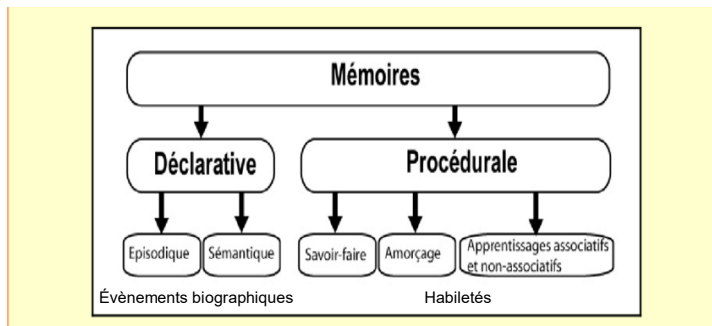 Mémoires
Déclarative
Procédurale
Episodique
Sémantique
Savoir-faire
Amorçage
Apprentissages associatifs
et non-associatifs
Évènements biographiques
Habiletés